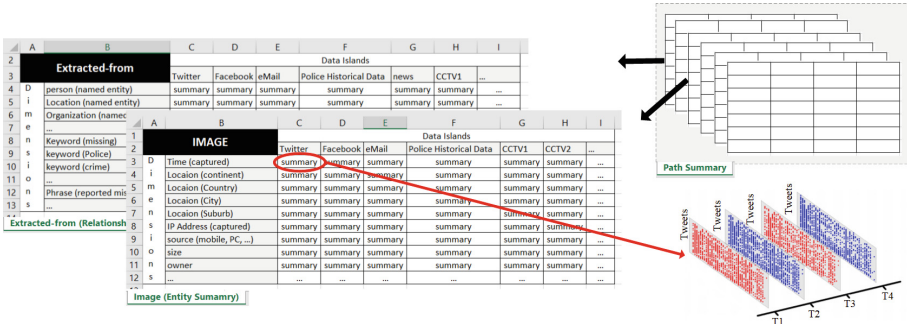 A B C D E F G H I
2 Data Islands
Extracted-from
3 Twitter Facebook eMail Police Historical Data news CCTV1 ...
4 D person (named entity) summary summary summary summary summary summary ...
5 i Location (named entity) summary summary summary summary summary summary ...
6 m Organization (named
7 e ...
8 n Keyword (missing)
9 s keyword (Police)
10 i keyword (crime)
11 o ...
12 n Phrase (reported mis
13 s ...
Extracted-from (Relationsh
A B C D E F G H I
1 Data Islands
IMAGE
2 Twitter Facebook eMail Police Historical Data CCTV1 CCTV2 ...
3 D Time (captured) summary summary summary summary summary summary ...
4 i Locaion (continent) summary summary summary summary summary summary ...
5 m Locaion (Country) summary summary summary summary summary summary ...
6 e Locaion (City) summary summary summary summary summary summary ...
7 n Locaion (Suburb) summary summary summary summary summary summary ...
8 s IP Address (captured) summary summary summary summary summary summary ...
9 i source (mobile, PC, ...) summary summary summary summary summary summary ...
10 o size summary summary summary summary summary summary ...
11 n owner summary summary summary summary summary summary ...
12 s ... ... ... ... ... ... ... ...
Image (Entity Sumamry)
Path Summary
Tweets Tweets Tweets Tweets
T1 T2 T3 T4